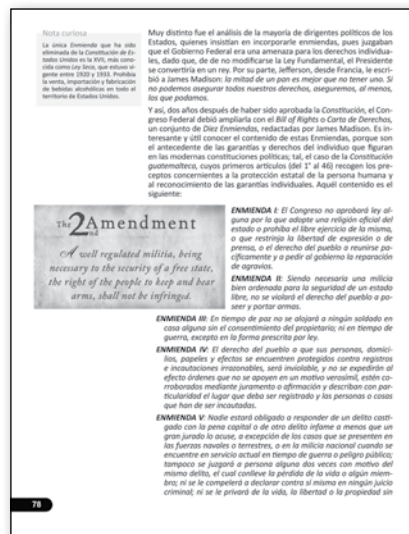 Nota curiosa
La única Enmienda que ha sido
eliminada de la Constitución de Es-
tados Unidos es la XVII, más cono-
cida como Ley Seca, que estuvo vi-
gente entre 1920 y 1933. Prohibía
la venta, importación y fabricación
de bebidas alcohólicas en todo el
territorio de Estados Unidos.
Muy distinto fue el análisis de la mayoría de dirigentes políticos de los
Estados, quienes insistían en incorporarle enmiendas, pues juzgaban
que el Gobierno Federal era una amenaza para los derechos individua-
les, dado que, de no modificarse la Ley Fundamental, el Presidente
se convertiría en un rey. Por su parte, Jefferson, desde Francia, le escri-
bió a James Madison: la mitad de un pan es mejor que no tener uno. Si
no podemos asegurar todos nuestros derechos, aseguremos, al menos,
los que podamos.
Y así, dos años después de haber sido aprobada la Constitución, el Con-
greso Federal debió ampliarla con el Bill of Rights o Carta de Derechos,
un conjunto de Diez Enmiendas, redactadas por James Madison. Es in-
teresante y útil conocer el contenido de estas Enmiendas, porque son
el antecedente de las garantías y derechos del individuo que figuran
en las modernas constituciones políticas; tal, el caso de la Constitución
guatemalteca, cuyos primeros artículos (del 1° al 46) recogen los pre-
ceptos concernientes a la protección estatal de la persona humana y
al reconocimiento de las garantías individuales. Aquél contenido es el
siguiente:
The 2nd Amendment
A well regulated militia, being
necessary to the security of a free state,
the right of the people to keep and bear
arms, shall not be infringed.
ENMIENDA I: El Congreso no aprobará ley al-
guna por la que adopte una religión oficial del
estado o prohíba el libre ejercicio de la misma,
o que restrinja la libertad de expresión o de
prensa, o el derecho del pueblo a reunirse pa-
cíficamente y a pedir al gobierno la reparación
de agravios.
ENMIENDA II: Siendo necesaria una milicia
bien ordenada para la seguridad de un estado
libre, no se violará el derecho del pueblo a po-
seer y portar armas.
ENMIENDA III: En tiempo de paz no se alojará a ningún soldado en
casa alguna sin el consentimiento del propietario; ni en tiempo de
guerra, excepto en la forma prescrita por ley.
ENMIENDA IV: El derecho del pueblo a que sus personas, domici-
lios, papeles y efectos se encuentren protegidos contra registros
e incautaciones irrazonables, será inviolable, y no se expedirán al
efecto órdenes que no se apoyen en un motivo verosímil, estén co-
rroborados mediante juramento o afirmación y describan con par-
ticularidad el lugar que deba ser registrado y las personas o cosas
que han de ser incautadas.
ENMIENDA V: Nadie estará obligado a responder de un delito casti-
gado con la pena capital o de otro delito infame a menos que un
gran jurado lo acuse, a excepción de los casos que se presenten en
las fuerzas navales o terrestres, o en la milicia nacional cuando se
encuentre en servicio actual en tiempo de guerra o peligro público;
tampoco se juzgará a persona alguna dos veces con motivo del
mismo delito, el cual conlleve la pérdida de la vida o algún miem-
bro; ni se le compelerá a declarar contra sí misma en ningún juicio
criminal; ni se le privará de la vida, la libertad o la propiedad sin
78